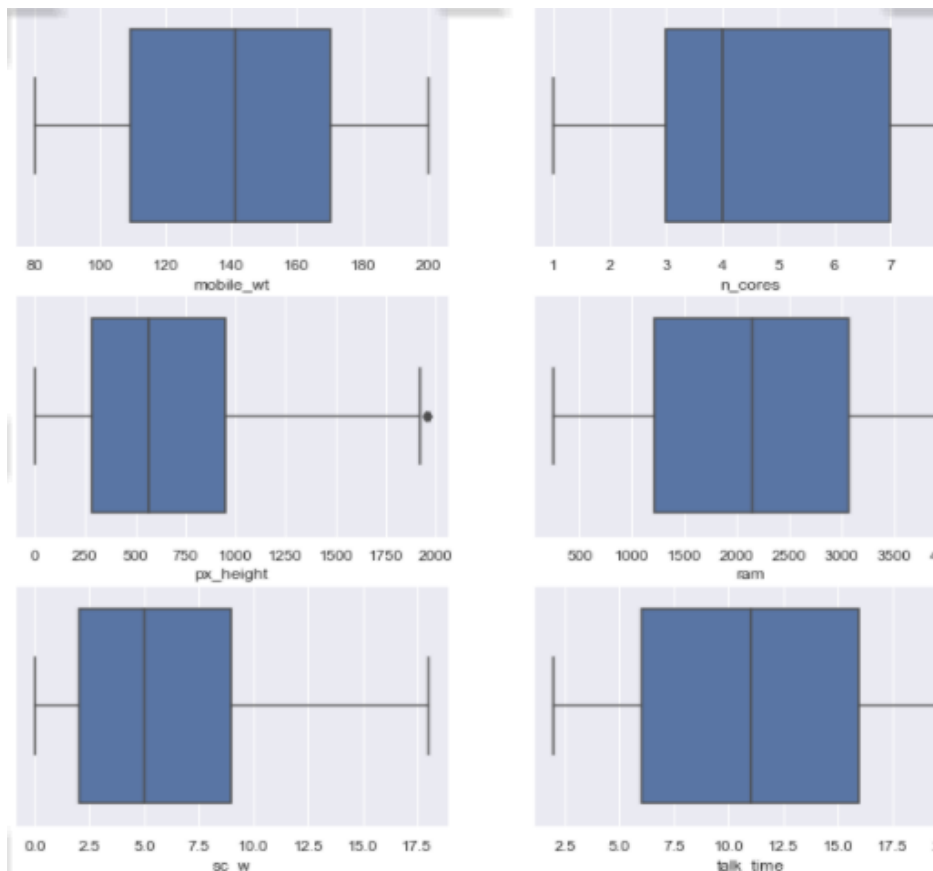 80 100 120 140 160 180 200
mobile_wt
1 2 3 4 5 6 7
n_cores
0 250 500 750 1000 1250 1500 1750 2000
px_height
500 1000 1500 2000 2500 3000 3500
ram
0.0 2.5 5.0 7.5 10.0 12.5 15.0 17.5
sc_w
2.5 5.0 7.5 10.0 12.5 15.0 17.5
talk_time